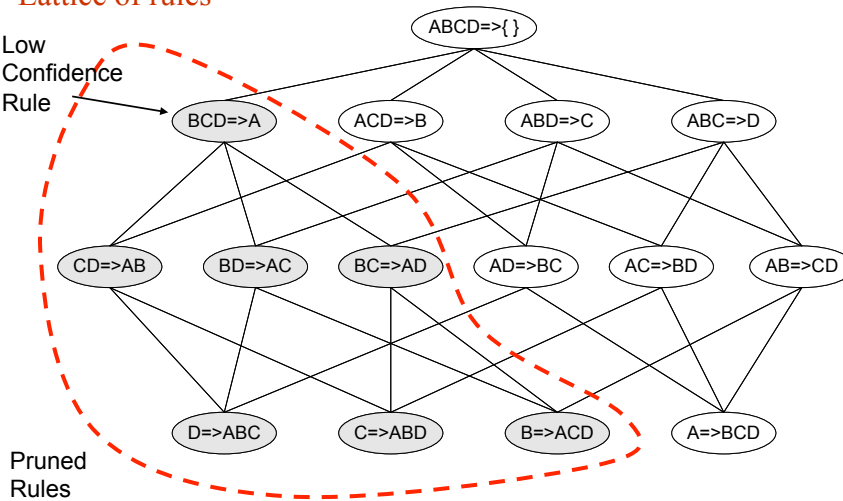 Lattice of rules
ABCD=>{ }
Low
Confidence
Rule
BCD=>A
ACD=>B
ABD=>C
ABC=>D
CD=>AB
BD=>AC
BC=>AD
AD=>BC
AC=>BD
AB=>CD
D=>ABC
C=>ABD
B=>ACD
A=>BCD
Pruned
Rules